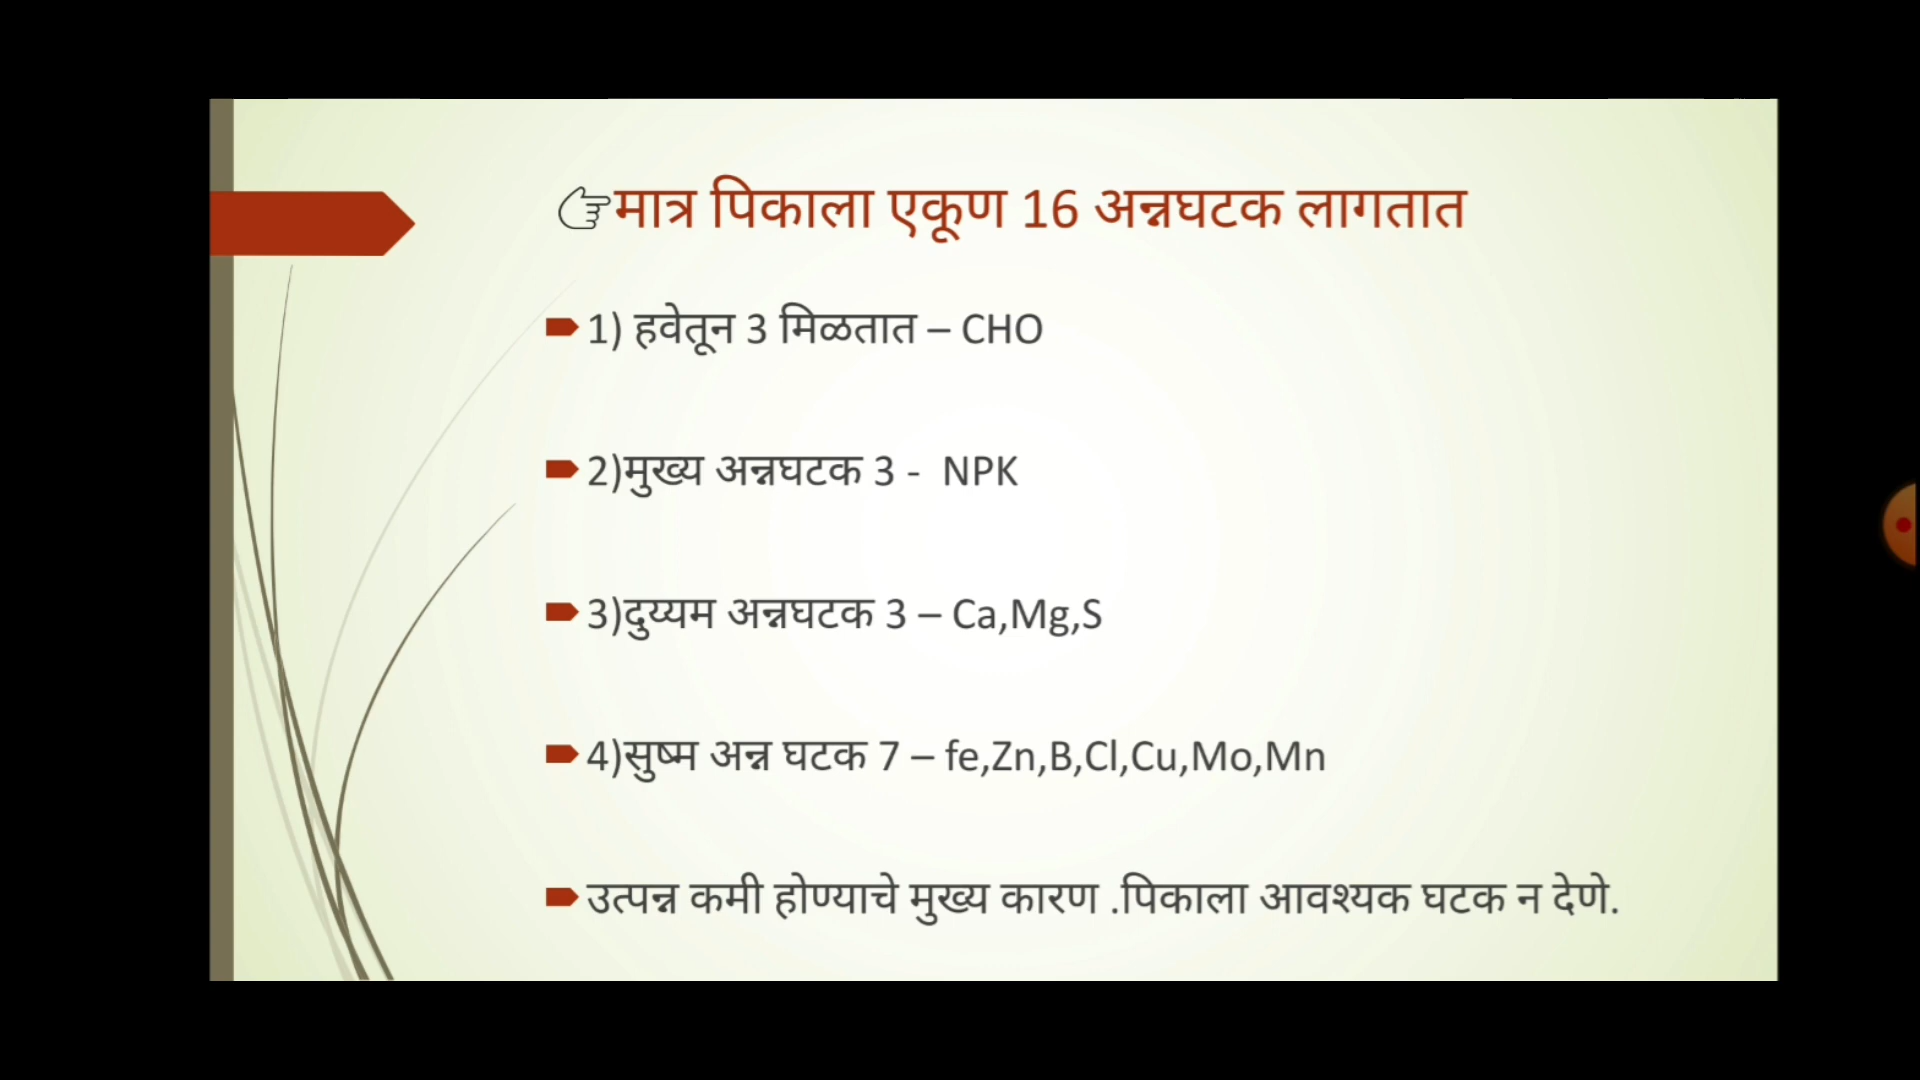 👉मात्र पिकाला एकूण 16 अन्नघटक लागतात
1) हवेतून 3 मिळतात – CHO
2)मुख्य अन्नघटक 3 - NPK
3)दुय्यम अन्नघटक 3 – Ca,Mg,S
4)सुष्म अन्न घटक 7 – fe,Zn,B,Cl,Cu,Mo,Mn
उत्पन्न कमी होण्याचे मुख्य कारण .पिकाला आवश्यक घटक न देणे.